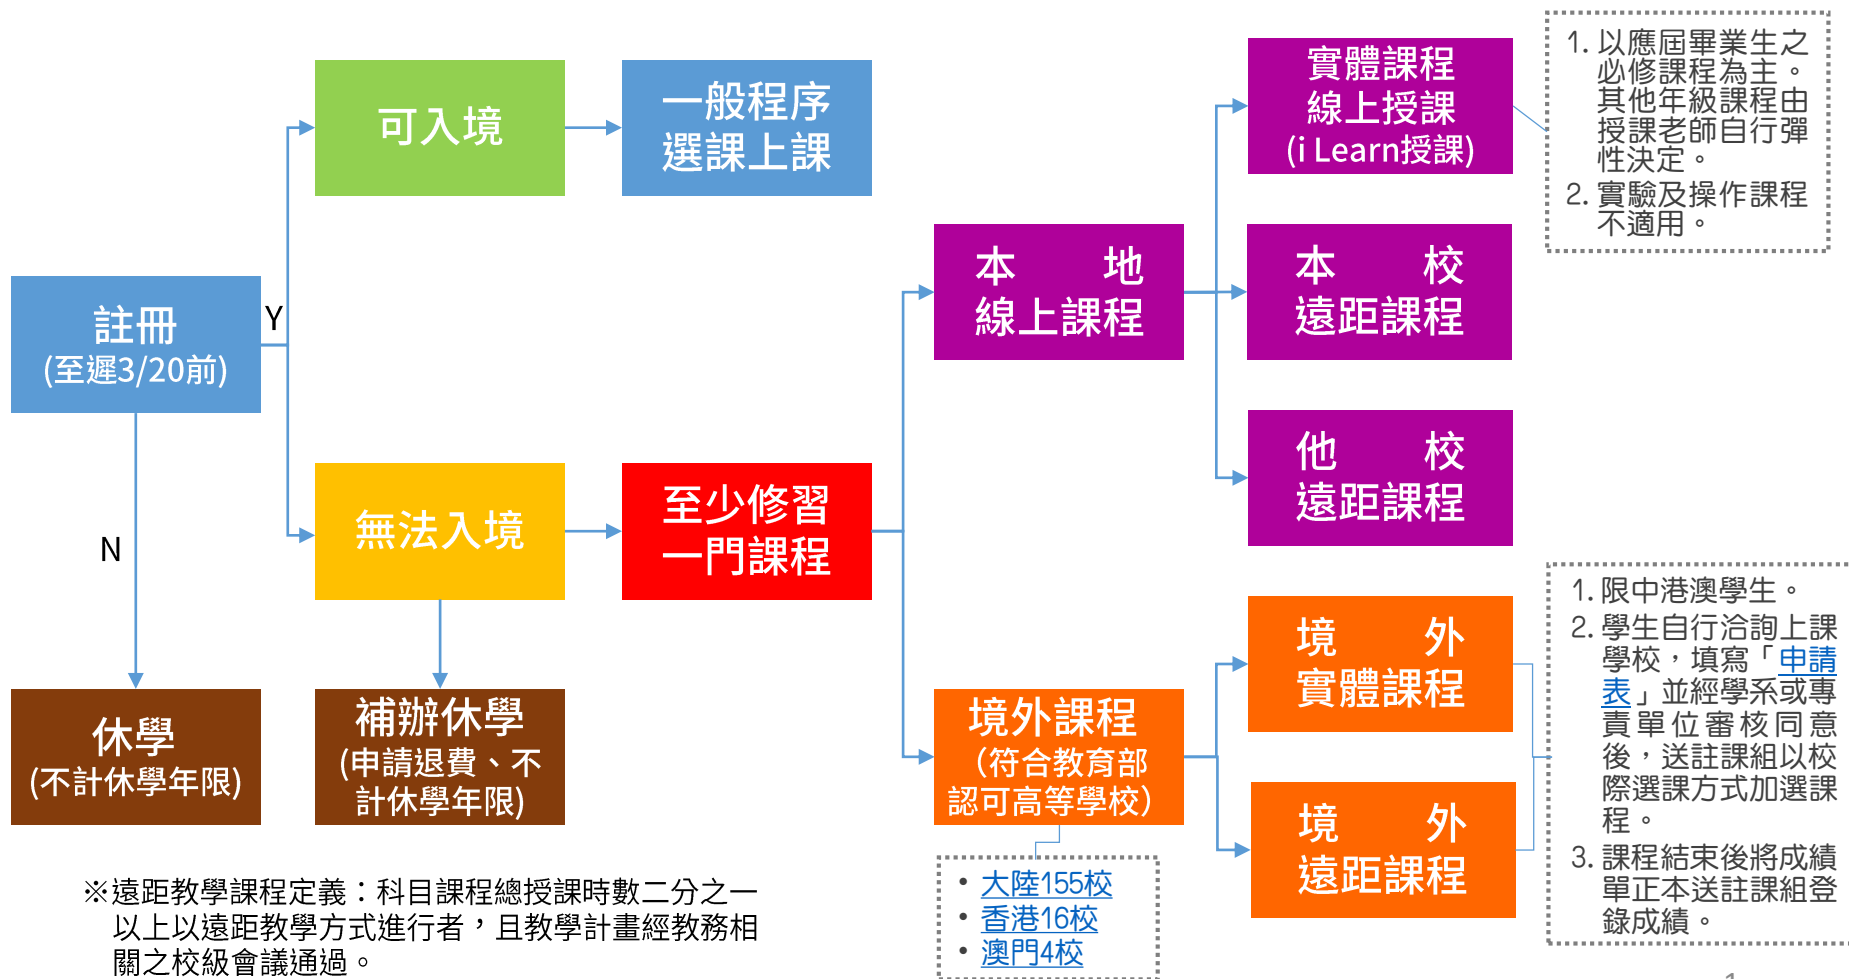 註冊
(至遲3/20前)
Y
N
休學
(不計休學年限)
可入境
一般程序
選課上課
無法入境
補辦休學
(申請退費、不
計休學年限)
至少修習
一門課程
本 地
線上課程
實體課程
線上授課
(i Learn授課)
本 校
遠距課程
他 校
遠距課程
1. 以應屆畢業生之
必修課程為主。
其他年級課程由
授課老師自行彈
性決定。
2. 實驗及操作課程
不適用。
境外課程
（符合教育部
認可高等學校）
境 外
實體課程
境 外
遠距課程
• 大陸155校
• 香港16校
• 澳門4校
1. 限中港澳學生。
2. 學生自行洽詢上課
學校，填寫「申請
表」並經學系或專
責單位審核同意
後，送註課組以校
際選課方式加選課
程。
3. 課程結束後將成績
單正本送註課組登
錄成績。
※遠距教學課程定義：科目課程總授課時數二分之一
以上以遠距教學方式進行者，且教學計畫經教務相
關之校級會議通過。